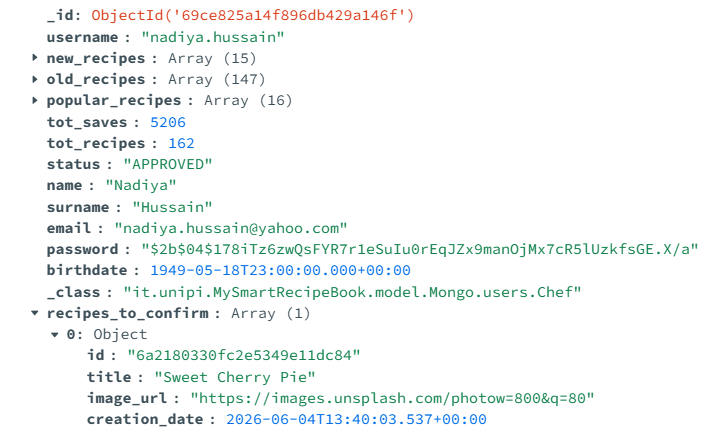 _id: ObjectId('69ce825a14f896db429a146f')
username : "nadiya.hussain"
new_recipes : Array (15)
old_recipes : Array (147)
popular_recipes : Array (16)
tot_saves : 5206
tot_recipes : 162
status : "APPROVED"
name : "Nadiya"
surname : "Hussain"
email : "nadiya.hussain@yahoo.com"
password : "$2b$04$178iTz6zwQsFYR7r1eSuIu0rEqJZx9manOjMx7cR5lUzkfsGE.X/a"
birthdate : 1949-05-18T23:00:00.000+00:00
_class : "it.unipi.MySmartRecipeBook.model.Mongo.users.Chef"
recipes_to_confirm : Array (1)
0: Object
id : "6a2180330fc2e5349e11dc84"
title : "Sweet Cherry Pie"
image_url : "https://images.unsplash.com/photow=800&q=80"
creation_date : 2026-06-04T13:40:03.537+00:00